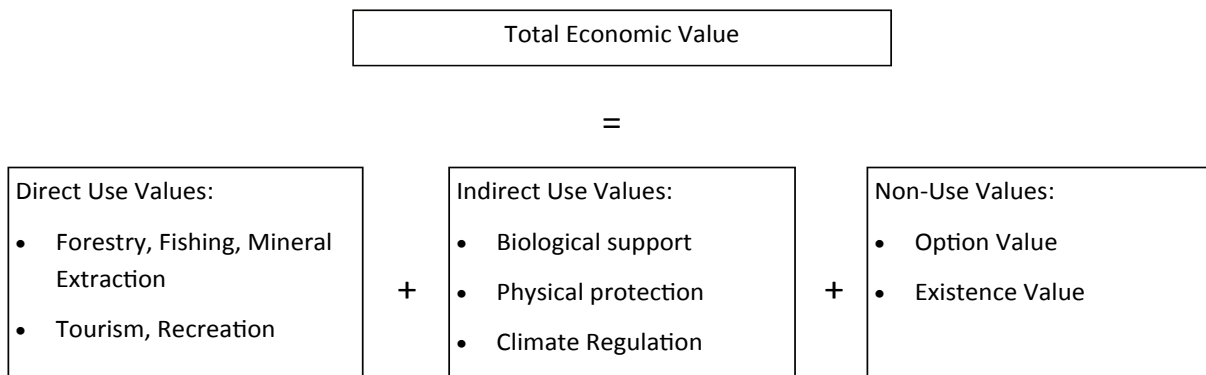 Total Economic Value
=
Direct Use Values:
• Forestry, Fishing, Mineral
Extraction
• Tourism, Recreation
+
Indirect Use Values:
• Biological support
• Physical protection
• Climate Regulation
+
Non-Use Values:
• Option Value
• Existence Value